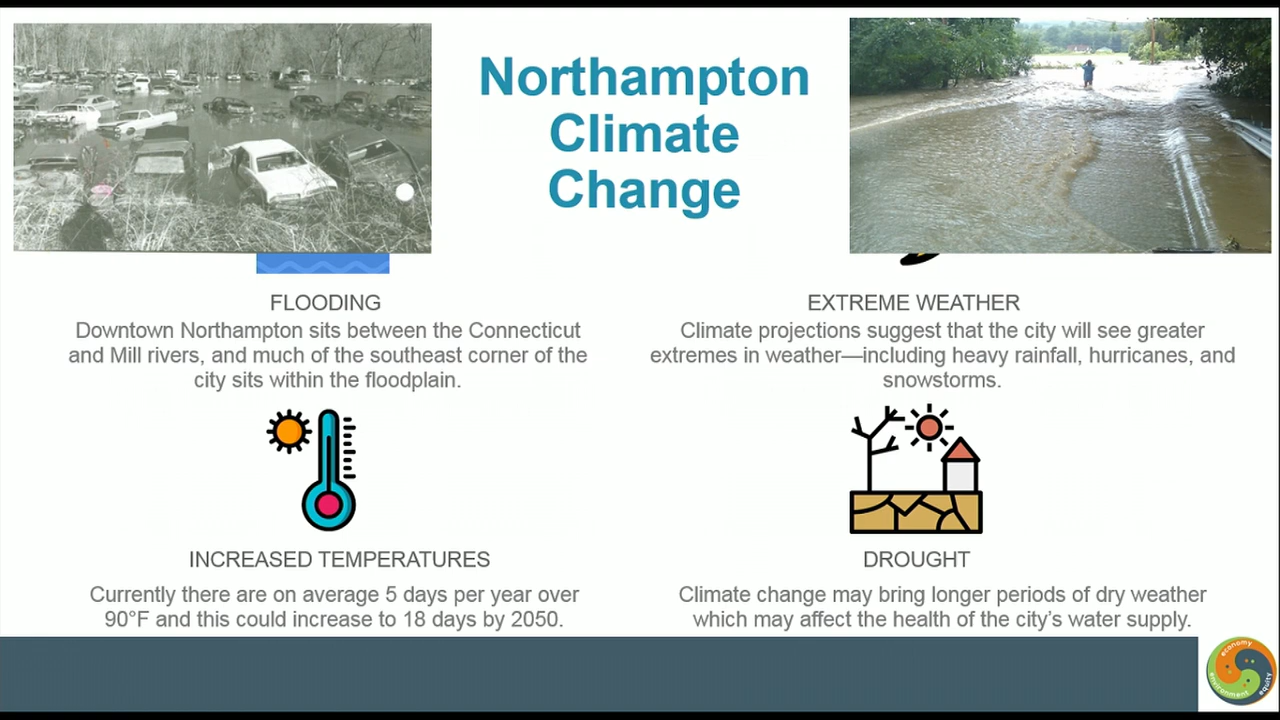 Northampton
Climate
Change
FLOODING
Downtown Northampton sits between the Connecticut
and Mill rivers, and much of the southeast corner of the
city sits within the floodplain.
EXTREME WEATHER
Climate projections suggest that the city will see greater
extremes in weather—including heavy rainfall, hurricanes, and
snowstorms.
INCREASED TEMPERATURES
Currently there are on average 5 days per year over
90°F and this could increase to 18 days by 2050.
DROUGHT
Climate change may bring longer periods of dry weather
which may affect the health of the city’s water supply.
economy
environment
equity